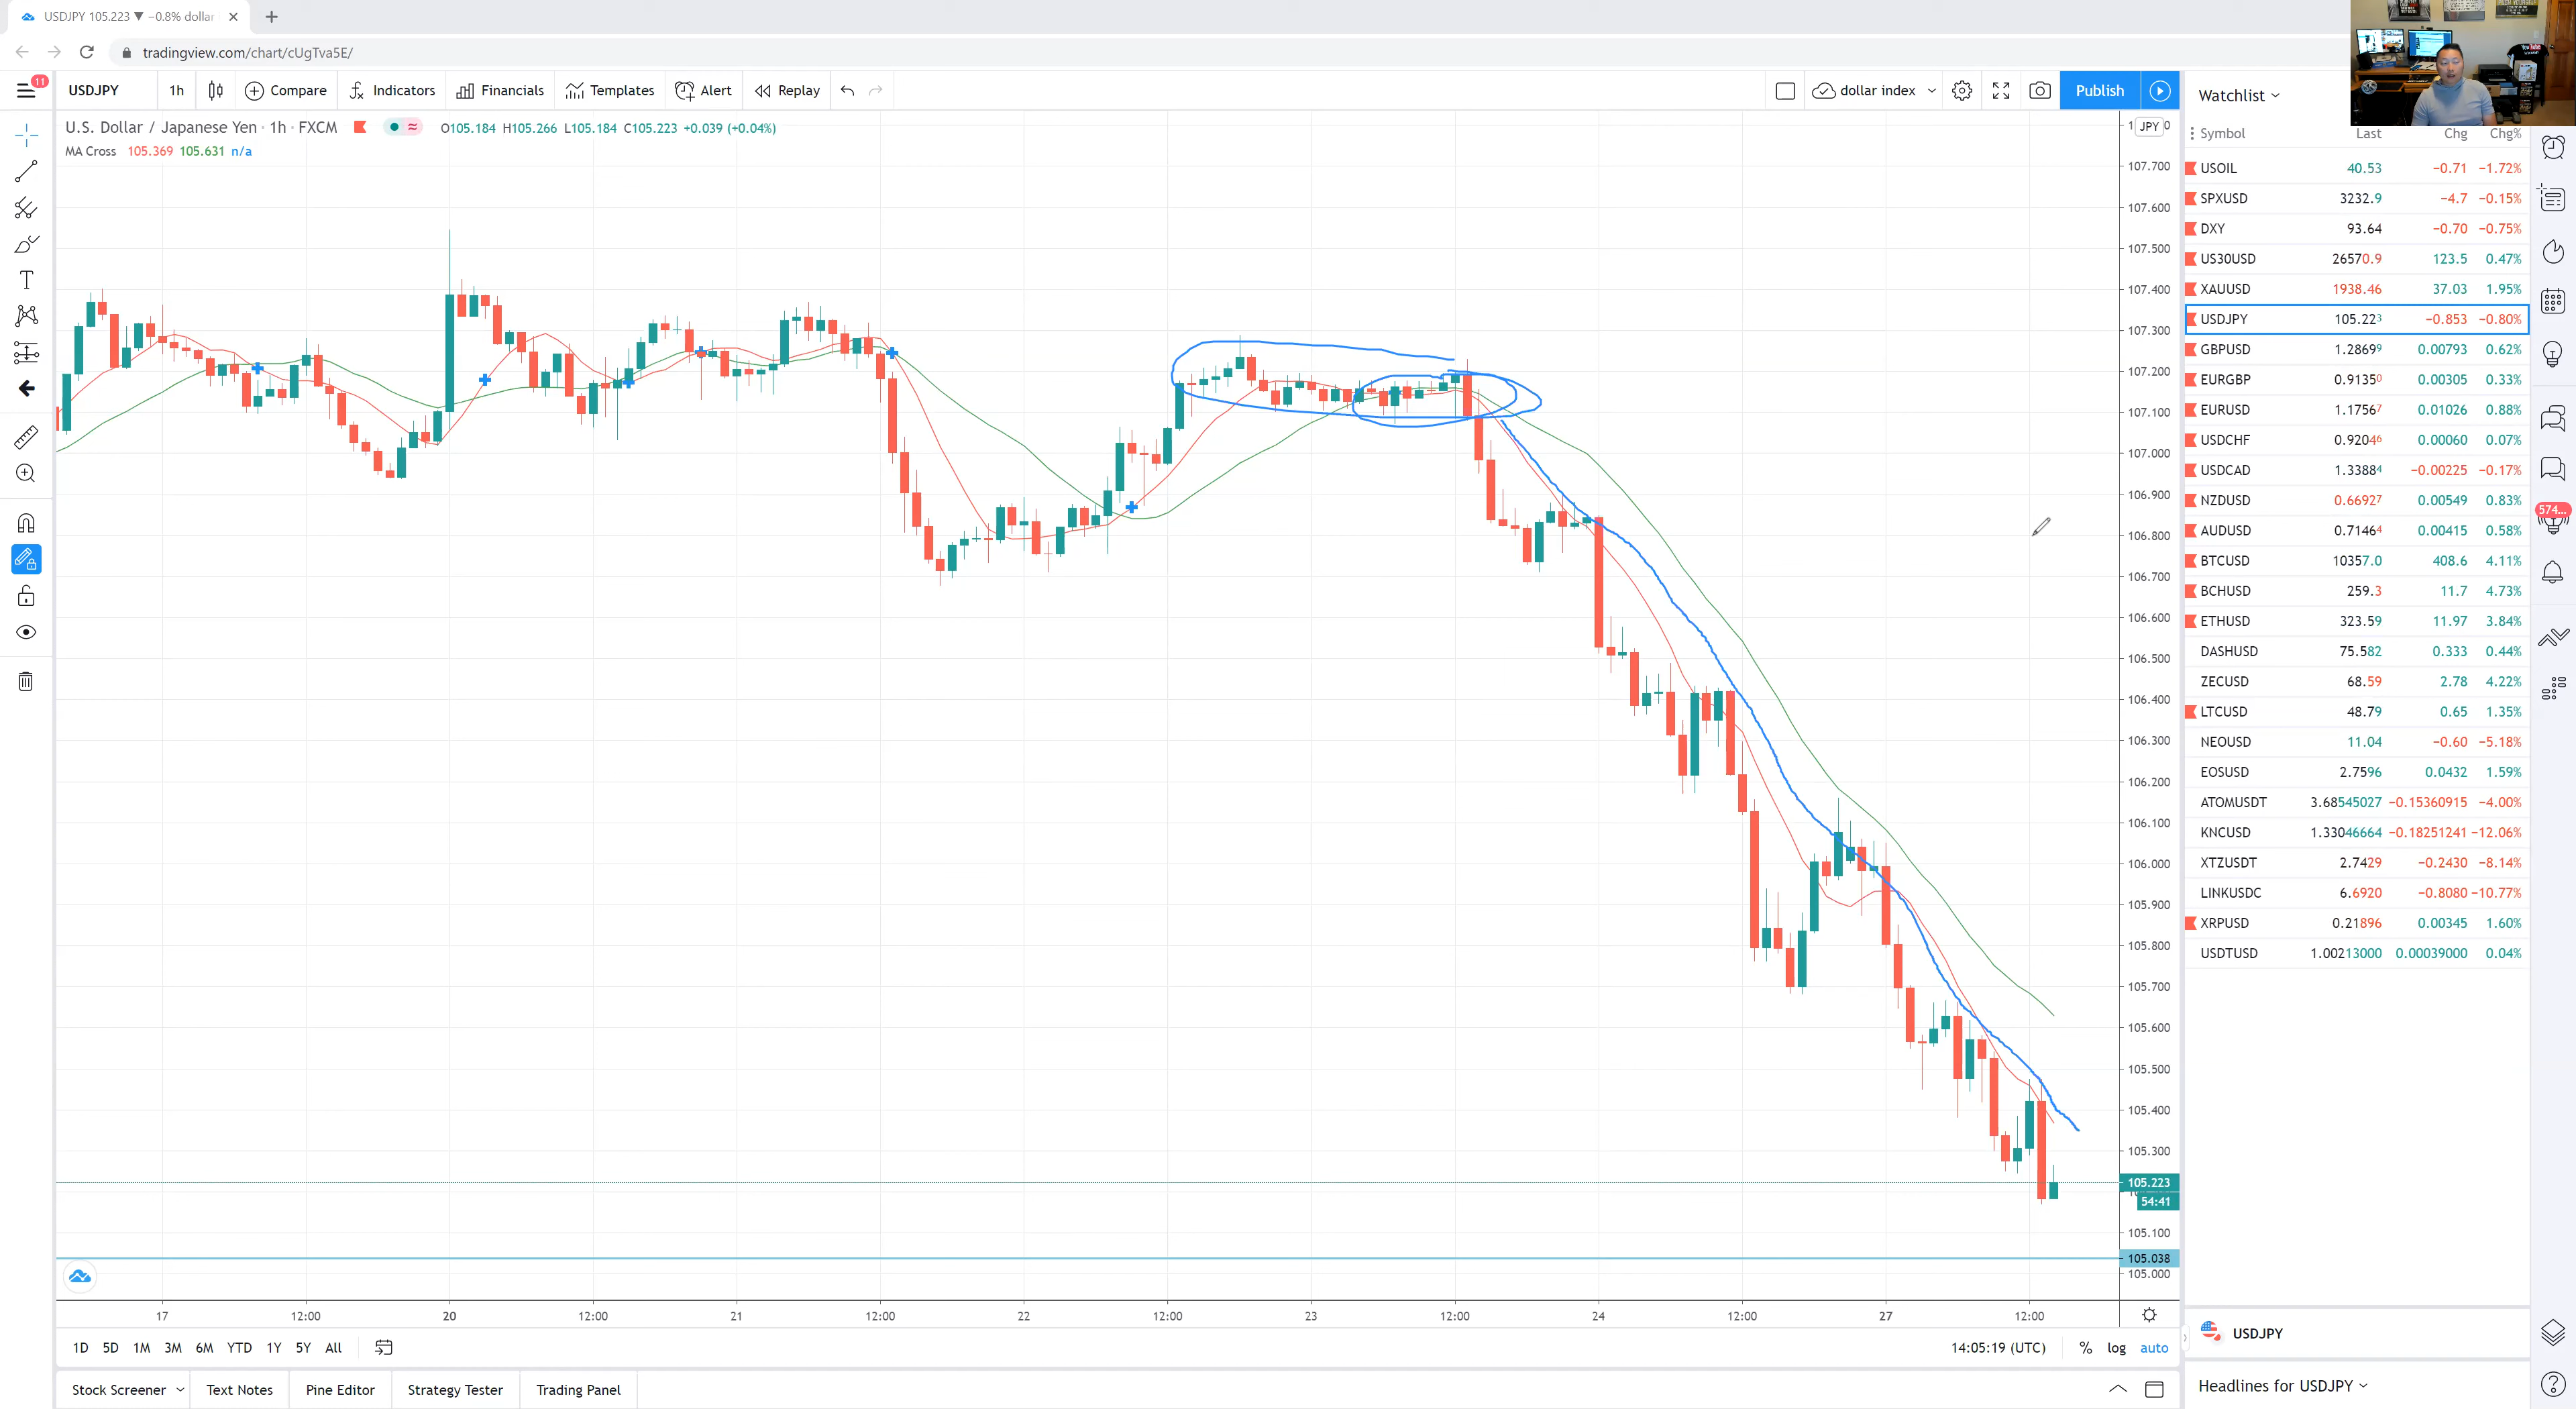 USDJPY 105.223 ▼ −0.8% dollar
tradingview.com/chart/cUgTva5E/
11
USDJPY
1h
Compare
Indicators
Financials
Templates
Alert
Replay
dollar index
Publish
U.S. Dollar / Japanese Yen · 1h · FXCM
O105.184 H105.266 L105.184 C105.223 +0.039 (+0.04%)
MA Cross 105.369 105.631 n/a
JPY
107.700
107.600
107.500
107.400
107.300
107.200
107.100
107.000
106.900
106.800
106.700
106.600
106.500
106.400
106.300
106.200
106.100
106.000
105.900
105.800
105.700
105.600
105.500
105.400
105.300
105.223
54:41
105.100
105.038
105.000
17 12:00 20 12:00 21 12:00 22 12:00 23 12:00 24 12:00 27 12:00
1D 5D 1M 3M 6M YTD 1Y 5Y All
14:05:19 (UTC) % log auto
Stock Screener Text Notes Pine Editor Strategy Tester Trading Panel
Watchlist
Symbol Last Chg Chg%
USOIL 40.53 −0.71 −1.72%
SPXUSD 3232.9 −4.7 −0.15%
DXY 93.64 −0.70 −0.75%
US30USD 26570.9 123.5 0.47%
XAUUSD 1938.46 37.03 1.95%
USDJPY 105.223 −0.853 −0.80%
GBPUSD 1.28699 0.00793 0.62%
EURGBP 0.91350 0.00305 0.33%
EURUSD 1.17567 0.01026 0.88%
USDCHF 0.92046 0.00060 0.07%
USDCAD 1.33884 −0.00225 −0.17%
NZDUSD 0.66927 0.00549 0.83%
AUDUSD 0.71464 0.00415 0.58%
BTCUSD 10357.0 408.6 4.11%
BCHUSD 259.3 11.7 4.73%
ETHUSD 323.59 11.97 3.84%
DASHUSD 75.582 0.333 0.44%
ZECUSD 68.59 2.78 4.22%
LTCUSD 48.79 0.65 1.35%
NEOUSD 11.04 −0.60 −5.18%
EOSUSD 2.7596 0.0432 1.59%
ATOMUSDT 3.68545027 −0.15360915 −4.00%
KNCUSD 1.33046664 −0.18251241 −12.06%
XTZUSDT 2.7429 −0.2430 −8.14%
LINKUSDC 6.6920 −0.8080 −10.77%
XRPUSD 0.21896 0.00345 1.60%
USDTUSD 1.00213000 0.00039000 0.04%
574...
USDJPY
Headlines for USDJPY